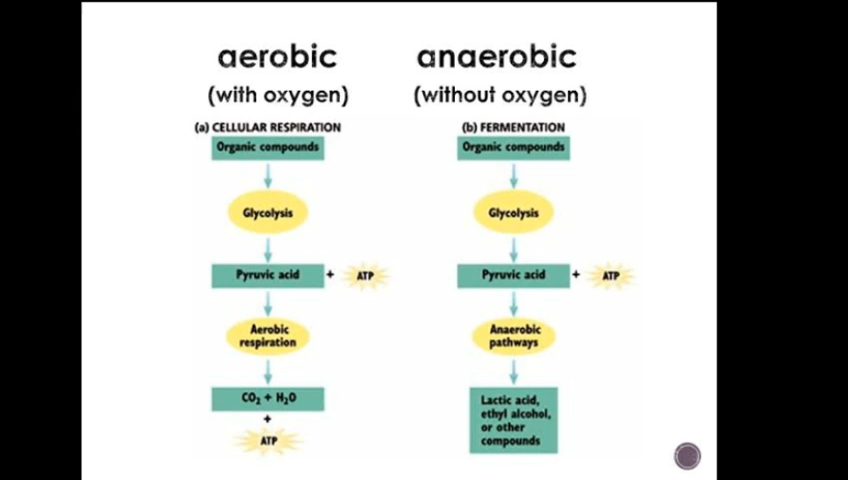 aerobic
(with oxygen)
(a) CELLULAR RESPIRATION
Organic compounds
Glycolysis
Pyruvic acid + ATP
Aerobic
respiration
CO₂ + H₂O
+
ATP
anaerobic
(without oxygen)
(b) FERMENTATION
Organic compounds
Glycolysis
Pyruvic acid + ATP
Anaerobic
pathways
Lactic acid,
ethyl alcohol,
or other
compounds